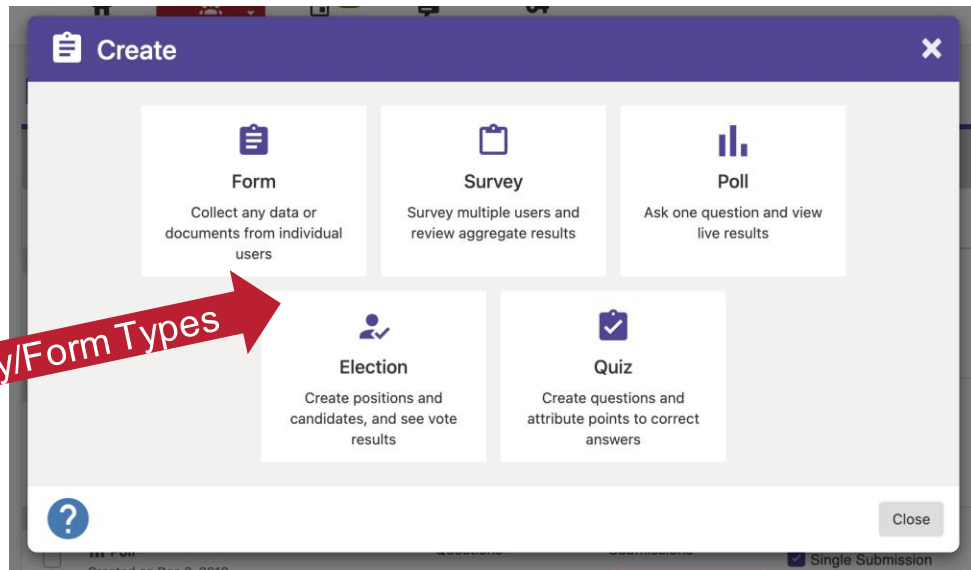 Create
Form
Collect any data or
documents from individual
users
Survey
Survey multiple users and
review aggregate results
Poll
Ask one question and view
live results
y/Form Types
Election
Create positions and
candidates, and see vote
results
Quiz
Create questions and
attribute points to correct
answers
?
Close
Single Submission